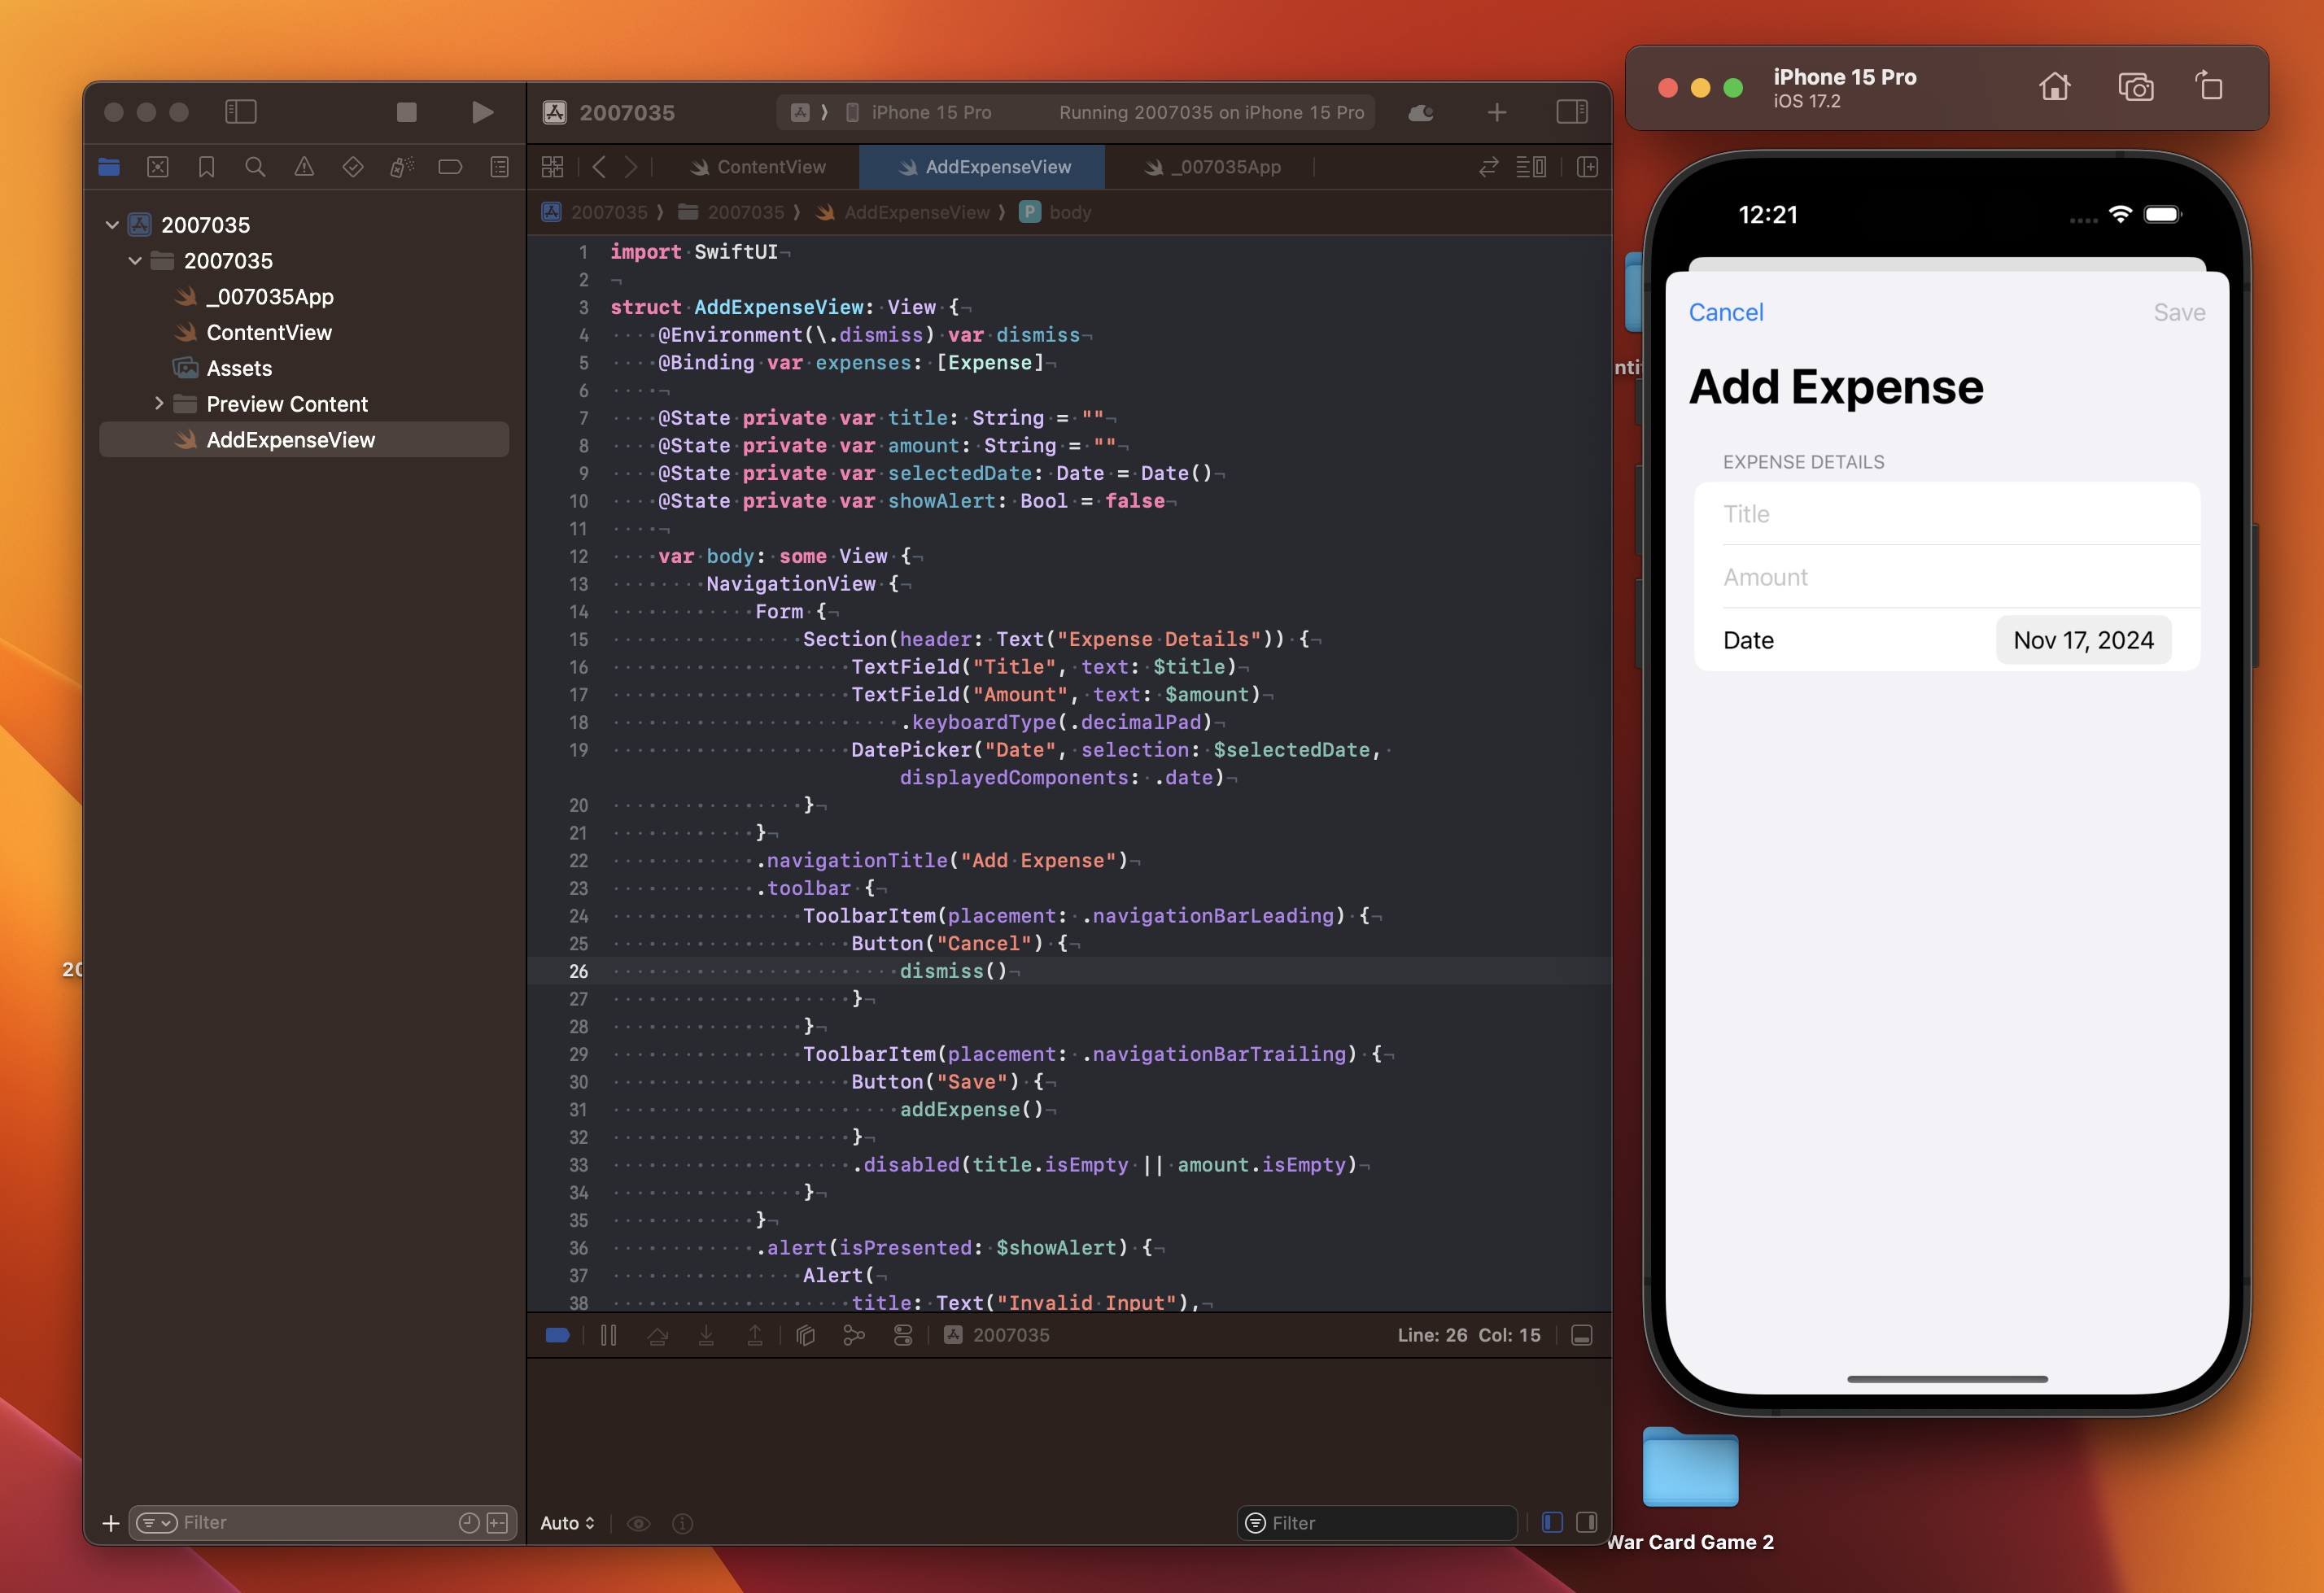 2007035
iPhone 15 Pro
Running 2007035 on iPhone 15 Pro
ContentView
AddExpenseView
_007035App
2007035
2007035
AddExpenseView
P
body
2007035
2007035
_007035App
ContentView
Assets
Preview Content
AddExpenseView
1 import SwiftUI
2
3 struct AddExpenseView: View {
4 @Environment(\.dismiss) var dismiss
5 @Binding var expenses: [Expense]
6
7 @State private var title: String = ""
8 @State private var amount: String = ""
9 @State private var selectedDate: Date = Date()
10 @State private var showAlert: Bool = false
11
12 var body: some View {
13 NavigationView {
14 Form {
15 Section(header: Text("Expense Details")) {
16 TextField("Title", text: $title)
17 TextField("Amount", text: $amount)
18 .keyboardType(.decimalPad)
19 DatePicker("Date", selection: $selectedDate,
displayedComponents: .date)
20 }
21 }
22 .navigationTitle("Add Expense")
23 .toolbar {
24 ToolbarItem(placement: .navigationBarLeading) {
25 Button("Cancel") {
26 dismiss()
27 }
28 }
29 ToolbarItem(placement: .navigationBarTrailing) {
30 Button("Save") {
31 addExpense()
32 }
33 .disabled(title.isEmpty || amount.isEmpty)
34 }
35 }
36 .alert(isPresented: $showAlert) {
37 Alert(
38 title: Text("Invalid Input"),
2007035
Line: 26 Col: 15
Filter
Auto
Filter
iPhone 15 Pro
iOS 17.2
12:21
Cancel
Save
Add Expense
EXPENSE DETAILS
Title
Amount
Date
Nov 17, 2024
War Card Game 2